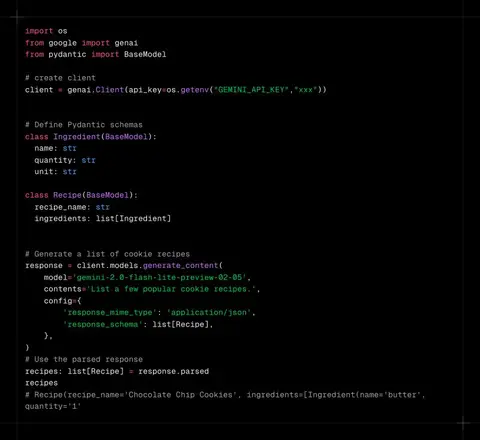 import os
from google import genai
from pydantic import BaseModel
# create client
client = genai.Client(api_key=os.getenv("GEMINI_API_KEY","xxx"))
# Define Pydantic schemas
class Ingredient(BaseModel):
  name: str
  quantity: str
  unit: str
class Recipe(BaseModel):
  recipe_name: str
  ingredients: list[Ingredient]
# Generate a list of cookie recipes
response = client.models.generate_content(
    model='gemini-2.0-flash-lite-preview-02-05',
    contents='List a few popular cookie recipes.',
    config={
        'response_mime_type': 'application/json',
        'response_schema': list[Recipe],
    },
)
# Use the parsed response
recipes: list[Recipe] = response.parsed
recipes
# Recipe(recipe_name='Chocolate Chip Cookies', ingredients=[Ingredient(name='butter',
quantity='1'